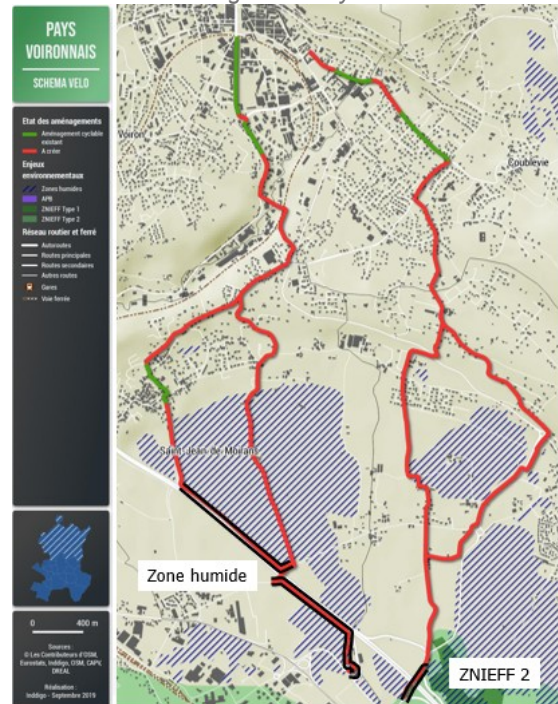 PAYS
VOIRONNAIS
SCHEMA VELO
Etat des aménagements
Aménagement cyclable
existant
A créer
Enjeux
environnementaux
Zones humides
APB
ZNIEFF Type 1
ZNIEFF Type 2
Réseau routier et ferré
Autoroutes
Routes principales
Routes secondaires
Autres routes
Gares
Voie ferrée
0 400 m
Sources :
© Les Contributeurs d'OSM,
Eurostats, Inddigo, OSM, CAPV,
DREAL
Réalisation :
Inddigo - Septembre 2019
Voiron
Coublevie
Saint-Jean de Moirans
Zone humide
ZNIEFF 2